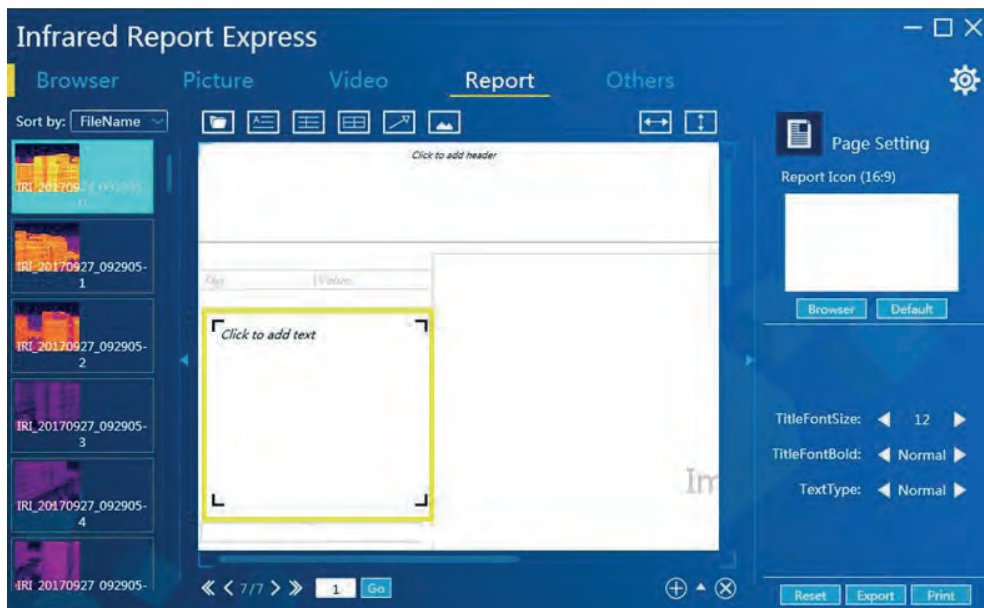 Infrared Report Express
Browser Picture Video Report Others
Sort by: FileName
IRI_20170927_092905-
1
IRI_20170927_092905-
2
IRI_20170927_092905-
3
IRI_20170927_092905-
4
IRI_20170927_092905-
Click to add header
Key Value
Click to add text
Im
7/7 1 Go
Page Setting
Report Icon (16:9)
Browser Default
TitleFontSize: 12
TitleFontBold: Normal
TextType: Normal
Reset Export Print